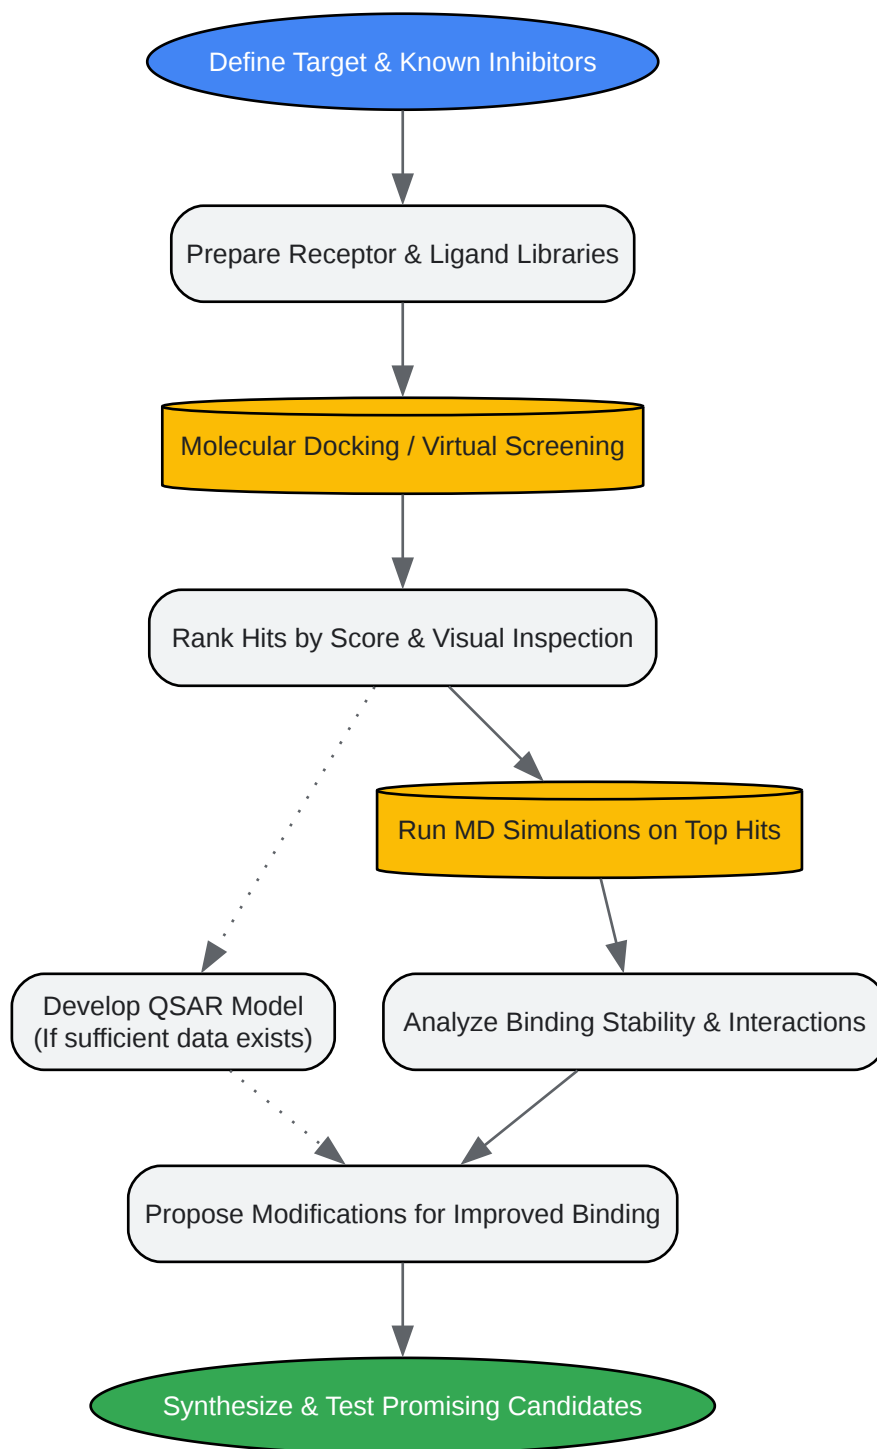 Define Target & Known Inhibitors
Prepare Receptor & Ligand Libraries
Molecular Docking / Virtual Screening
Rank Hits by Score & Visual Inspection
Run MD Simulations on Top Hits
Develop QSAR Model
(If sufficient data exists)
Analyze Binding Stability & Interactions
Propose Modifications for Improved Binding
Synthesize & Test Promising Candidates